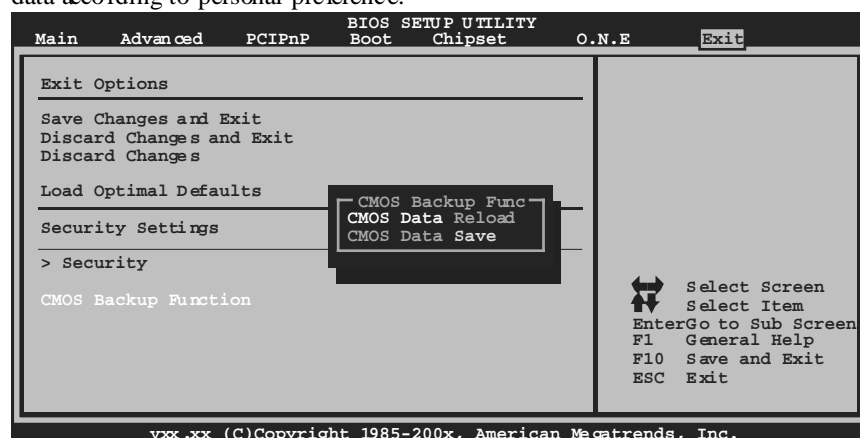 data according to personal preference.
BIOS SETUP UTILITY
Main Advanced PCIPnP Boot Chipset O.N.E Exit
Exit Options
Save Changes and Exit
Discard Changes and Exit
Discard Changes
Load Optimal Defaults
Security Settings
> Security
CMOS Backup Function
CMOS Backup Func
CMOS Data Reload
CMOS Data Save
Select Screen
Select Item
EnterGo to Sub Screen
F1 General Help
F10 Save and Exit
ESC Exit
vxx.xx (C)Copyright 1985-200x, American Megatrends, Inc.